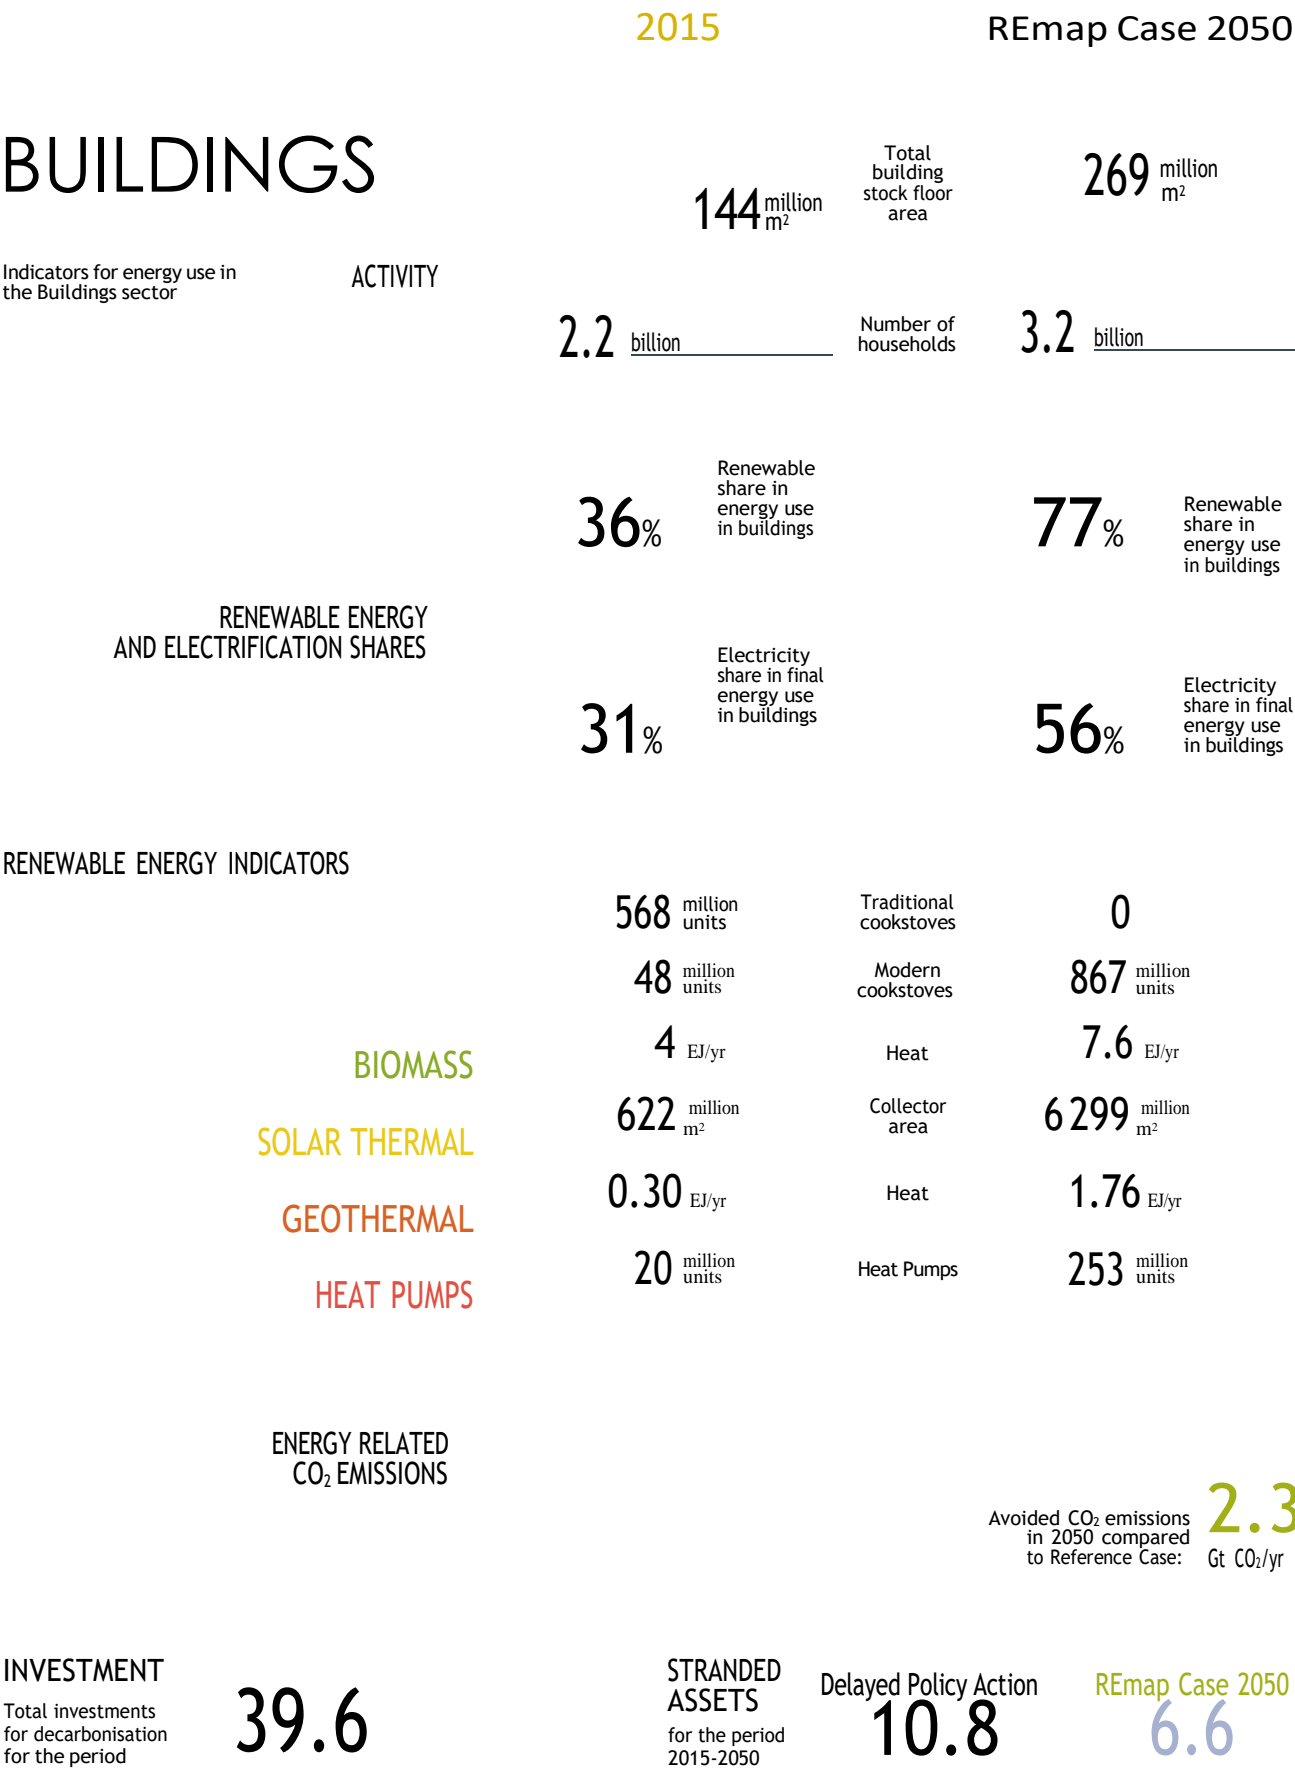 2015
REmap Case 2050
BUILDINGS
Indicators for energy use in
the Buildings sector
ACTIVITY
144 million
m²
Total
building
stock floor
area
269 million
m²
2.2 billion
Number of
households
3.2 billion
RENEWABLE ENERGY
AND ELECTRIFICATION SHARES
36%
Renewable
share in
energy use
in buildings
77%
Renewable
share in
energy use
in buildings
31%
Electricity
share in final
energy use
in buildings
56%
Electricity
share in final
energy use
in buildings
RENEWABLE ENERGY INDICATORS
568 million
units
Traditional
cookstoves
0
48 million
units
Modern
cookstoves
867 million
units
BIOMASS
4 EJ/yr
Heat
7.6 EJ/yr
SOLAR THERMAL
622 million
m²
Collector
area
6 299 million
m²
GEOTHERMAL
0.30 EJ/yr
Heat
1.76 EJ/yr
HEAT PUMPS
20 million
units
Heat Pumps
253 million
units
ENERGY RELATED
CO₂ EMISSIONS
Avoided CO₂ emissions
in 2050 compared
to Reference Case:
2.3
Gt CO₂/yr
INVESTMENT
Total investments
for decarbonisation
for the period
39.6
STRANDED
ASSETS
for the period
2015-2050
Delayed Policy Action
10.8
REmap Case 2050
6.6